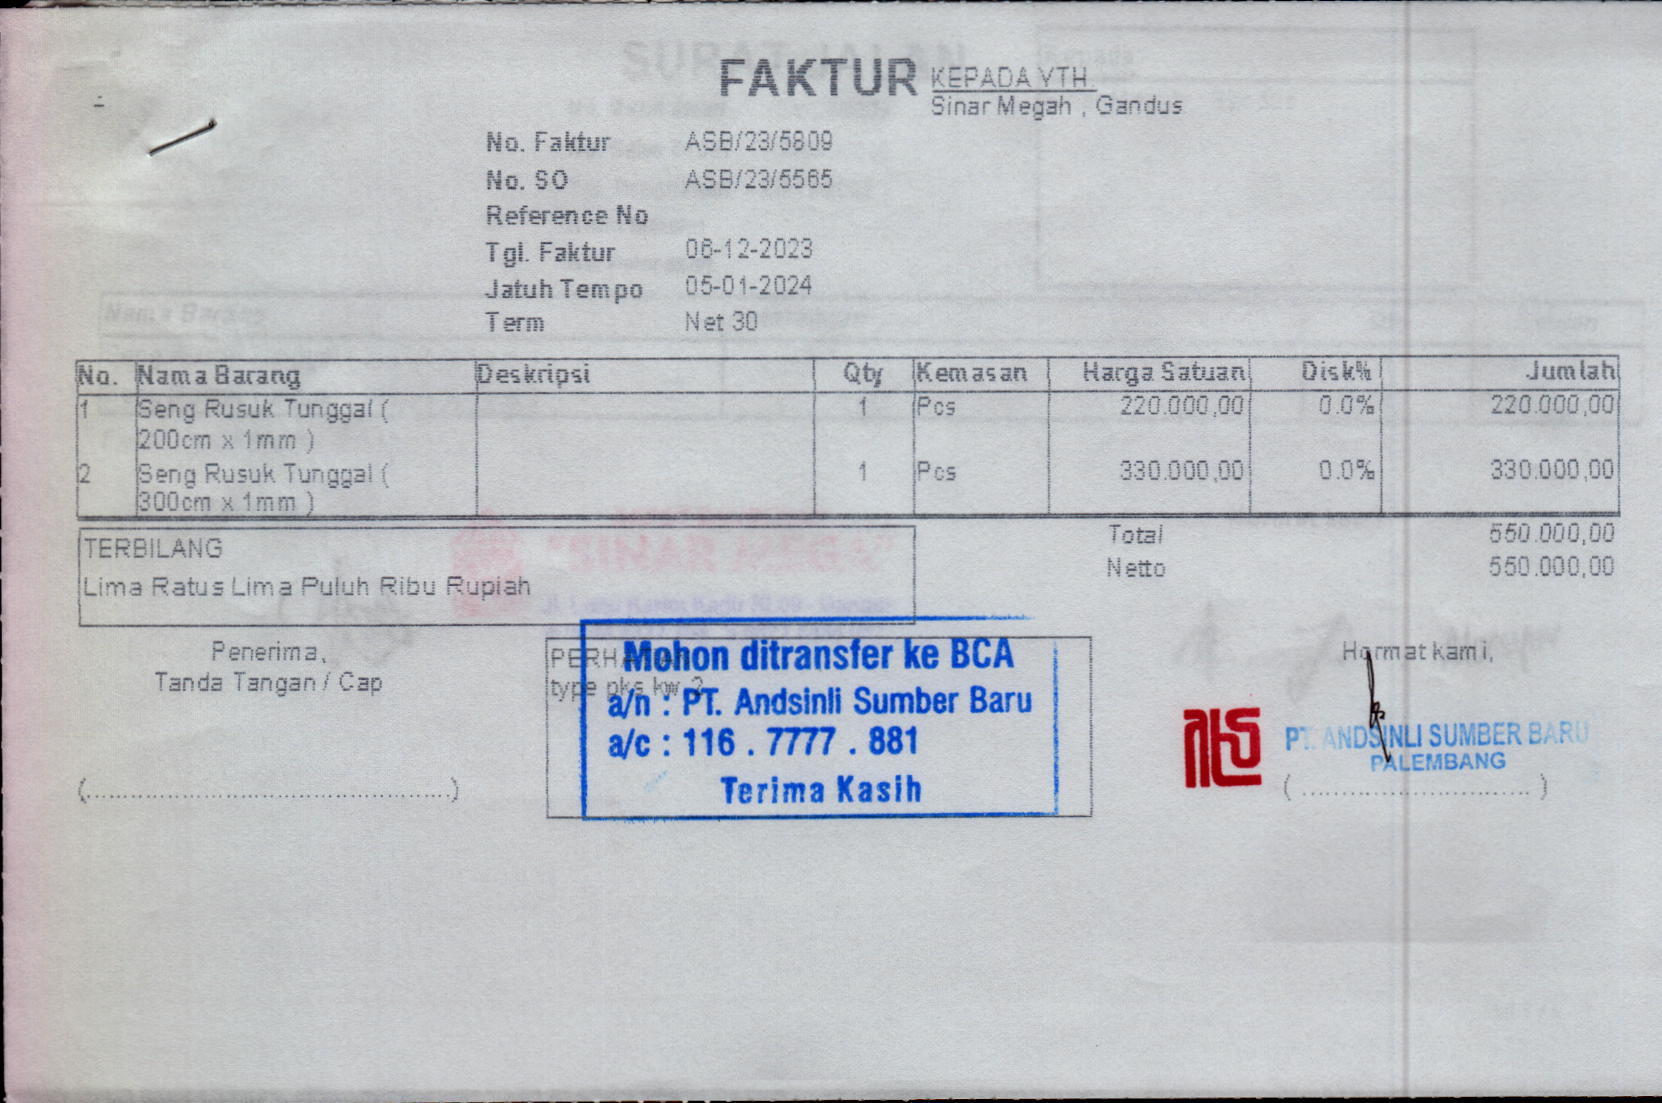 FAKTUR
KEPADA YTH.
Sinar Megah , Gandus
No. Faktur ASB/23/5809
No. SO ASB/23/5565
Reference No
Tgl. Faktur 06-12-2023
Jatuh Tempo 05-01-2024
Term Net 30
No. Nama Barang Deskripsi Qty Kemasan Harga Satuan Disk% Jumlah
1 Seng Rusuk Tunggal ( 1 Pcs 220.000,00 0.0% 220.000,00
200cm x 1mm )
2 Seng Rusuk Tunggal ( 1 Pcs 330.000,00 0.0% 330.000,00
300cm x 1mm )
Total 550.000,00
Netto 550.000,00
TERBILANG
Lima Ratus Lima Puluh Ribu Rupiah
Penerima,
Tanda Tangan / Cap
(.................................................)
type pks kw 2
Mohon ditransfer ke BCA
a/n : PT. Andsinli Sumber Baru
a/c : 116 . 7777 . 881
Terima Kasih
Hormat kami,
PT. ANDSINLI SUMBER BARU
PALEMBANG
( ............................... )